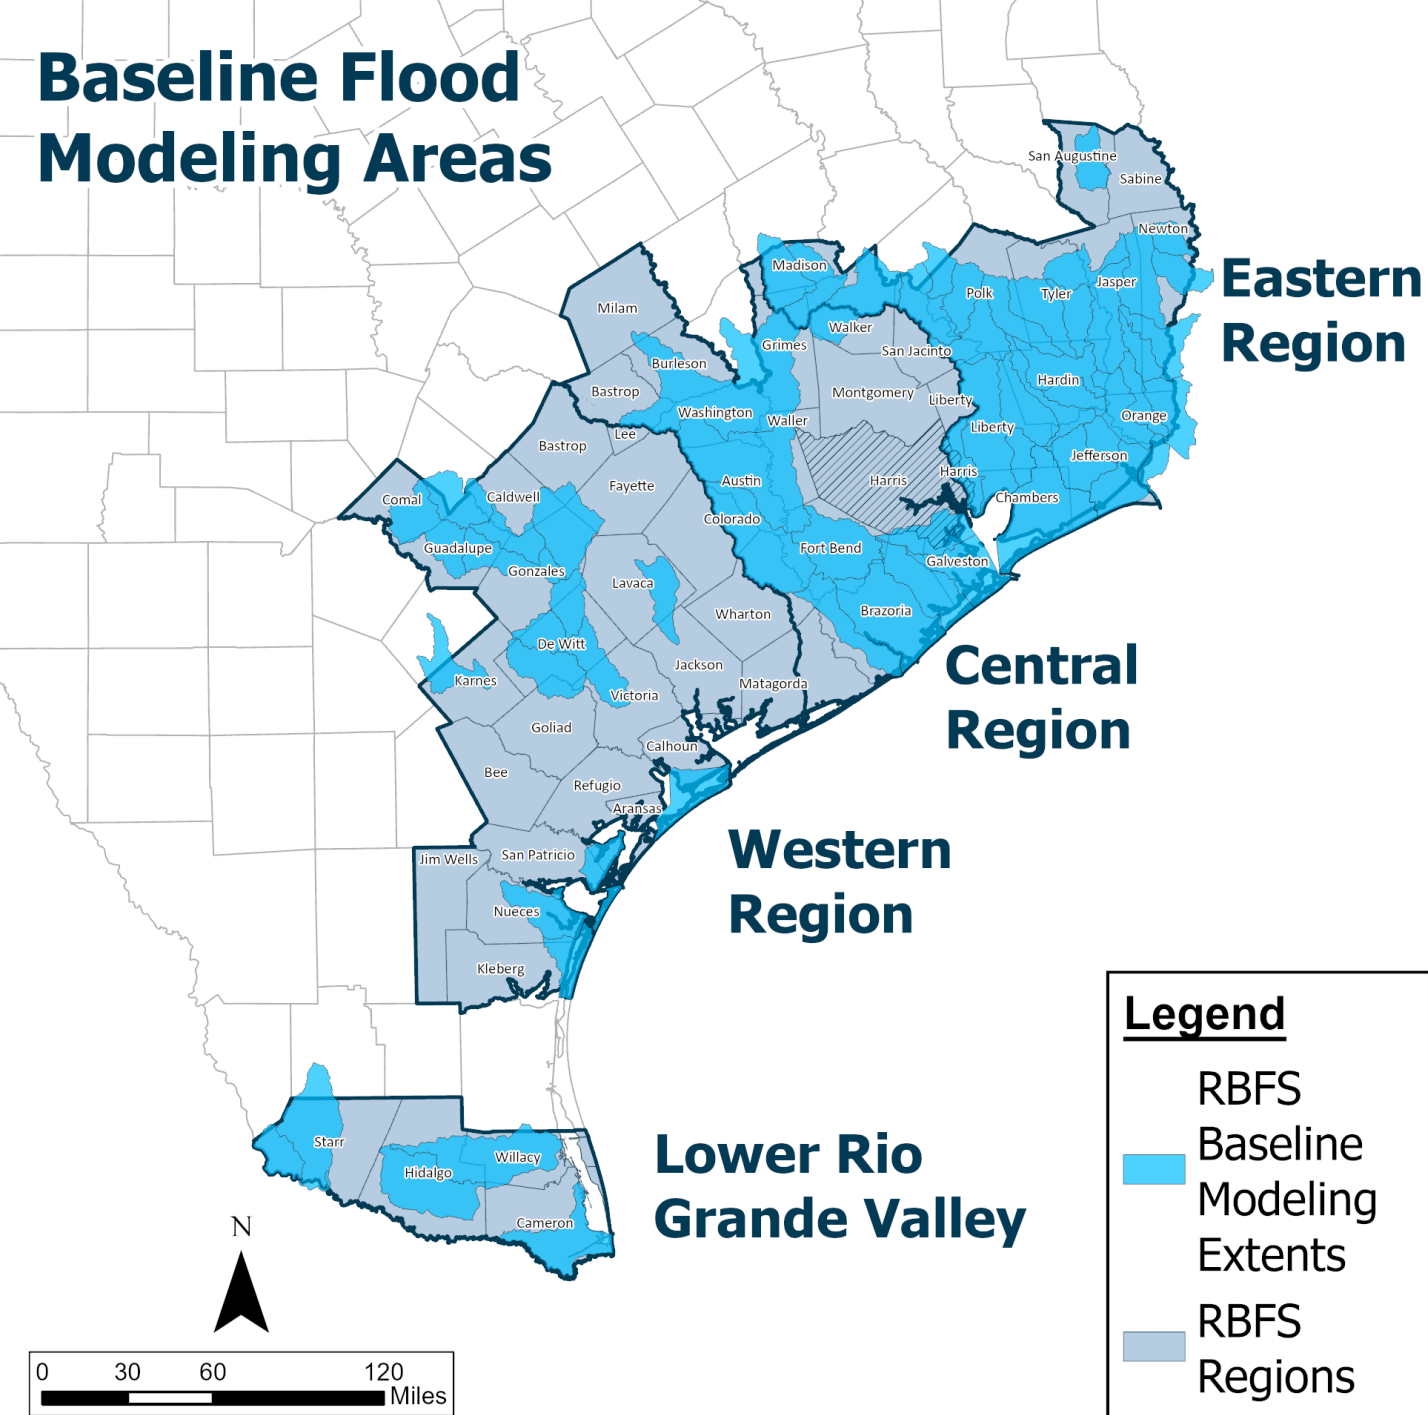 Baseline Flood
Modeling Areas
San Augustine
Sabine
Newton
Eastern
Region
Madison
Polk
Tyler
Jasper
Milam
Walker
Grimes
San Jacinto
Burleson
Hardin
Bastrop
Montgomery
Liberty
Washington
Waller
Orange
Liberty
Lee
Bastrop
Jefferson
Harris
Austin
Harris
Fayette
Caldwell
Comal
Chambers
Colorado
Guadalupe
Fort Bend
Galveston
Gonzales
Lavaca
Brazoria
Wharton
De Witt
Central
Region
Jackson
Karnes
Matagorda
Victoria
Goliad
Calhoun
Bee
Refugio
Aransas
Western
Region
San Patricio
Jim Wells
Nueces
Kleberg
Legend
RBFS
Baseline
Modeling
Extents
RBFS
Regions
Starr
Willacy
Hidalgo
Lower Rio
Grande Valley
Cameron
N
0 30 60 120
Miles